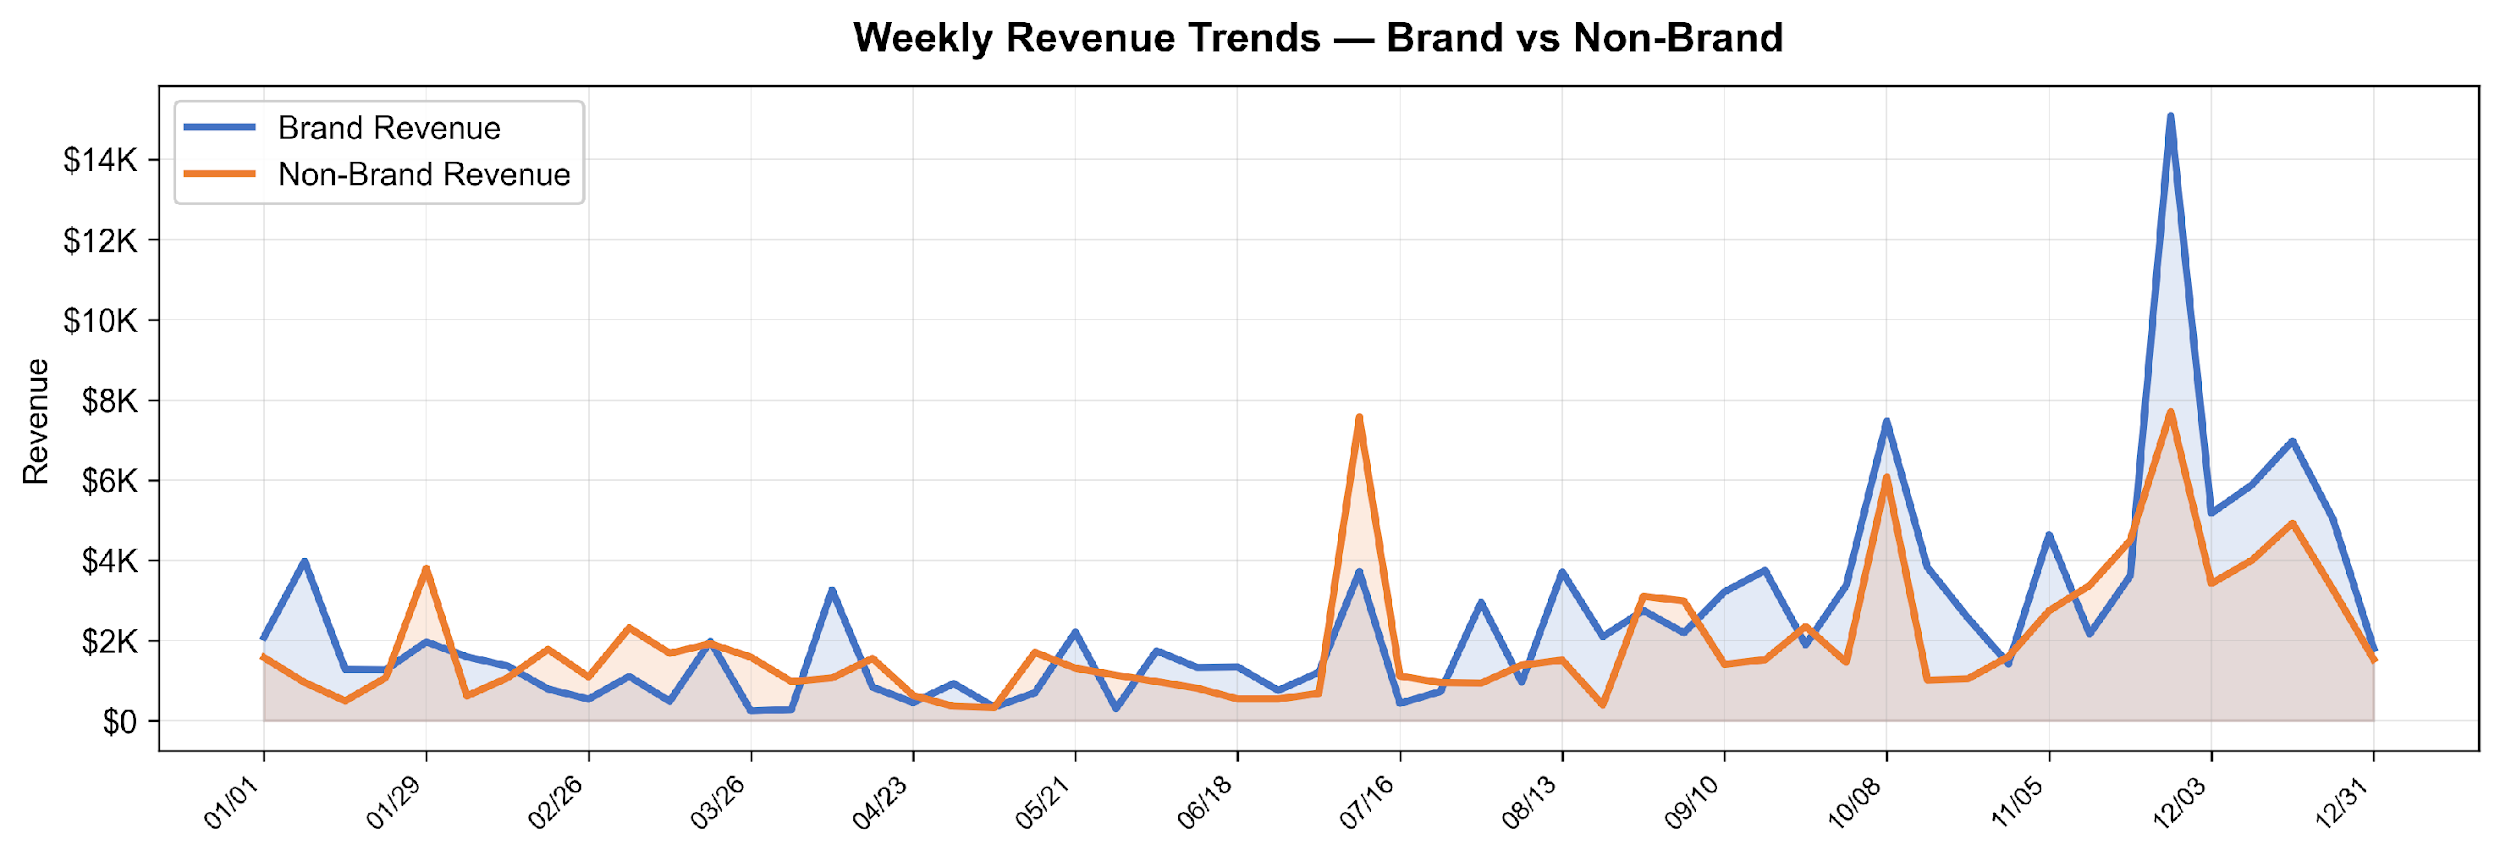 Weekly Revenue Trends — Brand vs Non-Brand
Brand Revenue
Non-Brand Revenue
$14K
$12K
$10K
$8K
$6K
$4K
$2K
$0
Revenue
01/01
01/29
02/26
03/26
04/23
05/21
06/18
07/16
08/13
09/10
10/08
11/05
12/03
12/31